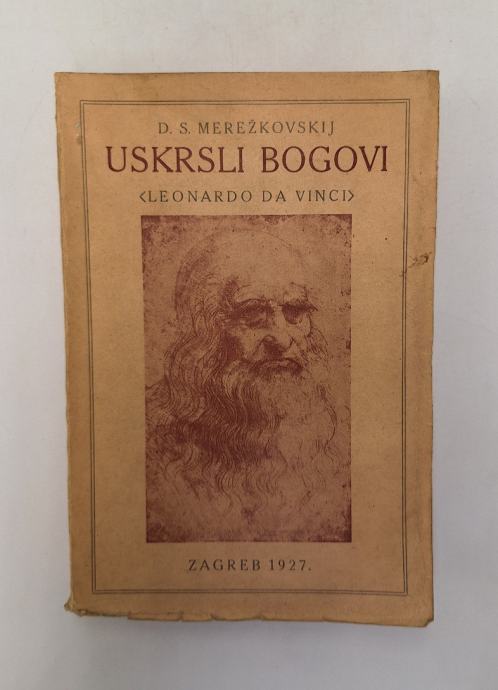 D. S. MEREŽKOVSKIJ
USKRSLI BOGOVI
<LEONARDO DA VINCI>
ZAGREB 1927.